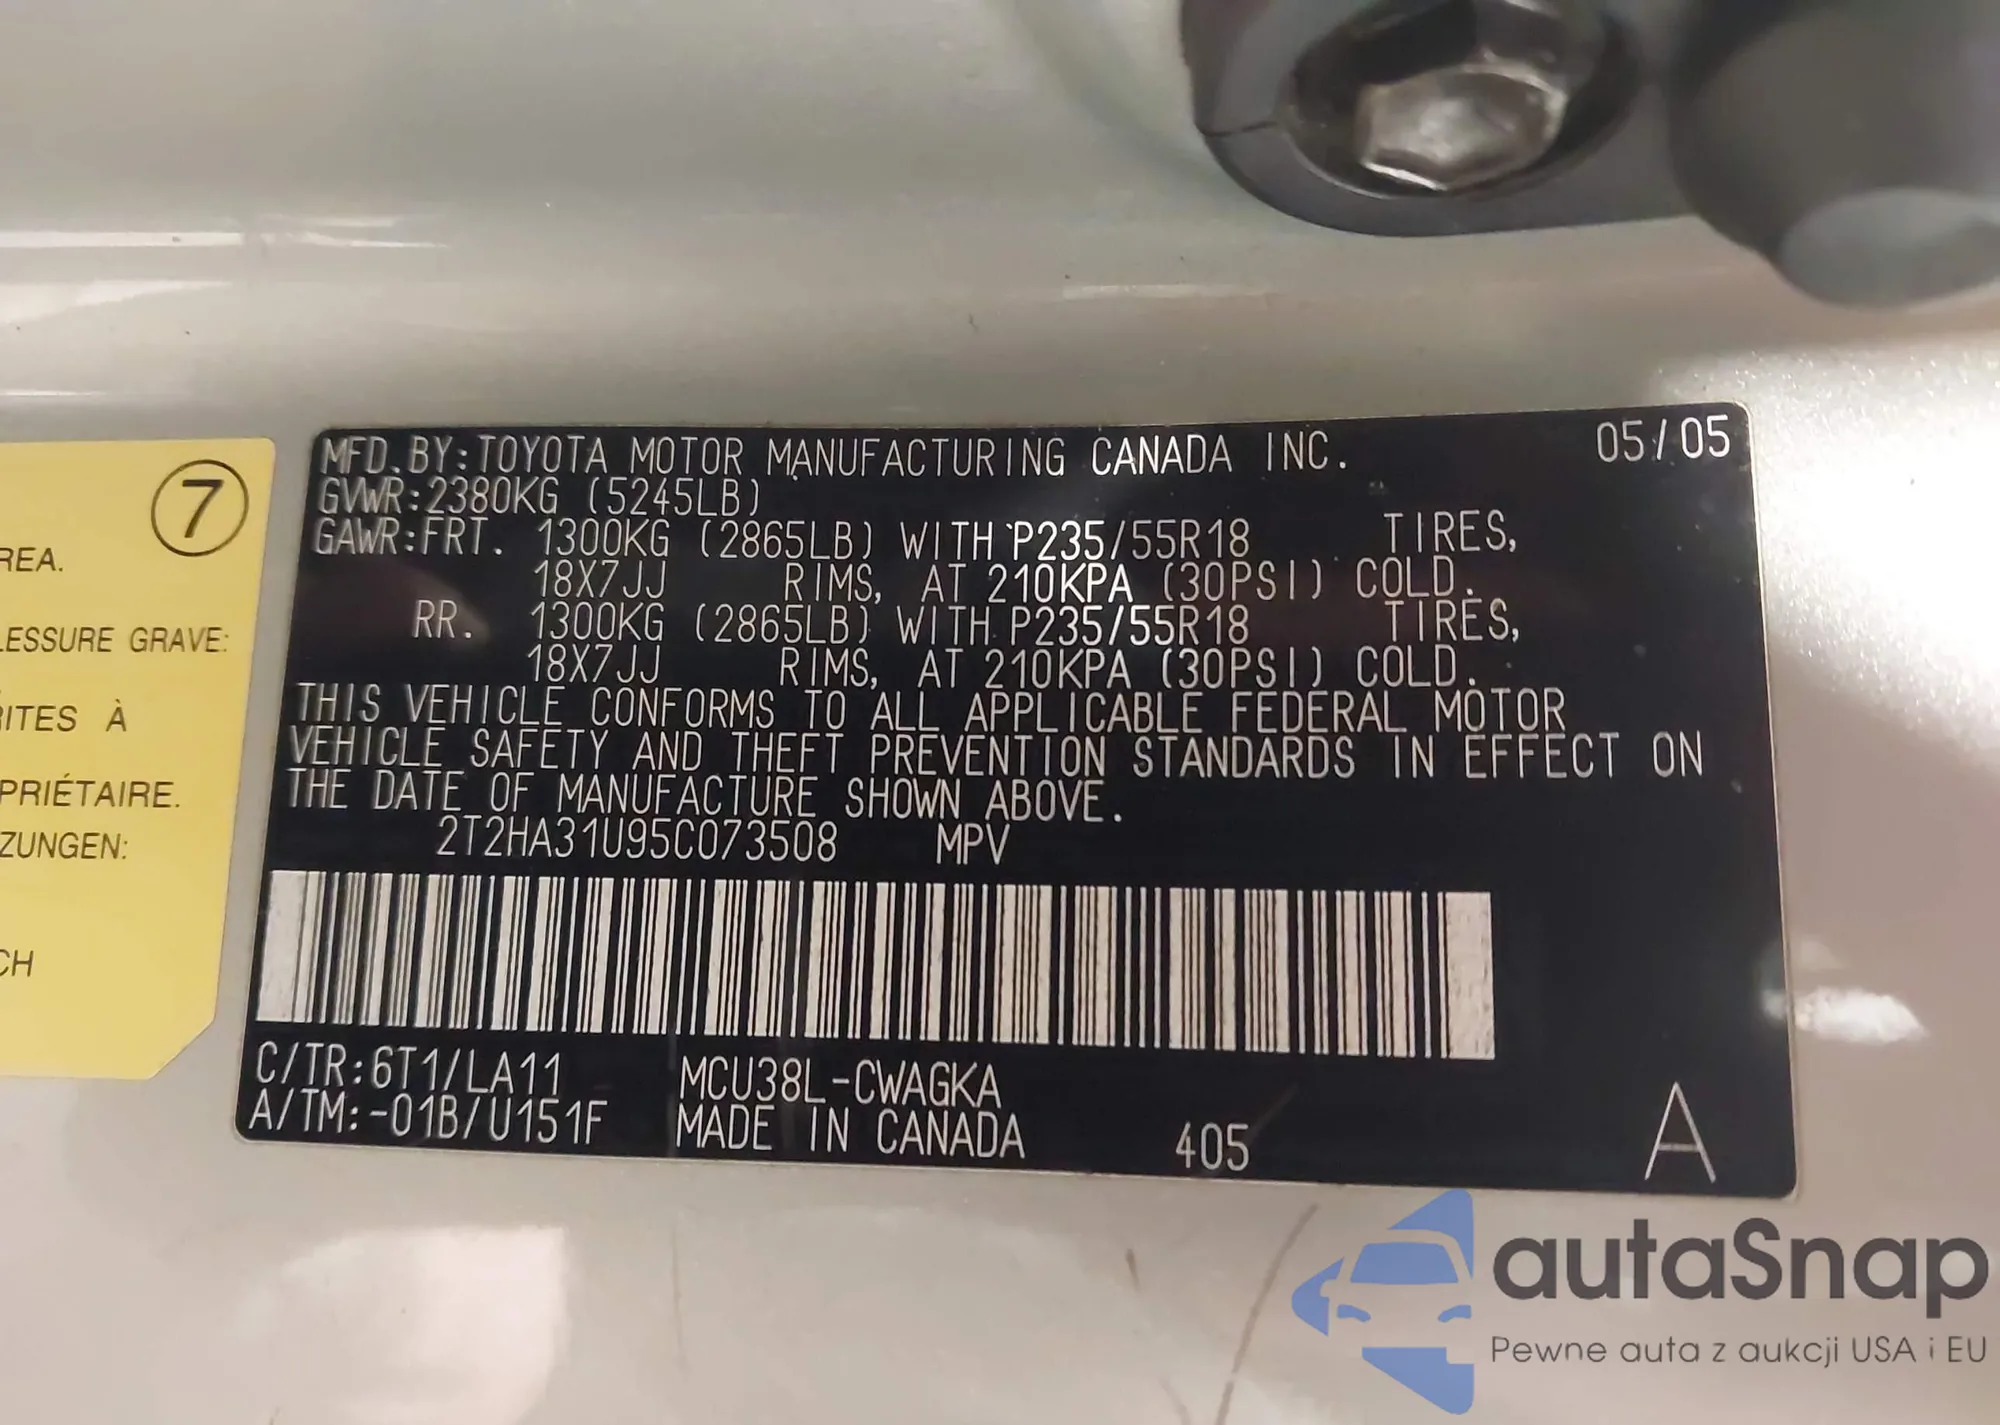 MFD. BY: TOYOTA MOTOR MANUFACTURING CANADA INC. 05/05
GVWR: 2380KG (5245LB)
GAWR: FRT. 1300KG (2865LB) WITH P235/55R18 TIRES,
18X7JJ RIMS, AT 210KPA (30PSI) COLD.
RR. 1300KG (2865LB) WITH P235/55R18 TIRES,
18X7JJ RIMS, AT 210KPA (30PSI) COLD.
THIS VEHICLE CONFORMS TO ALL APPLICABLE FEDERAL MOTOR
VEHICLE SAFETY AND THEFT PREVENTION STANDARDS IN EFFECT ON
THE DATE OF MANUFACTURE SHOWN ABOVE.
2T2HA31U95C073508 MPV
C/TR: 6T1/LA11 MCU38L-CWAGKA
A/TM: -01B/U151F MADE IN CANADA 405 A
7
REA.
LESSURE GRAVE:
RITES À
PRIÉTAIRE.
ZUNGEN:
CH
autaSnap
Pewne auta z aukcji USA i EU